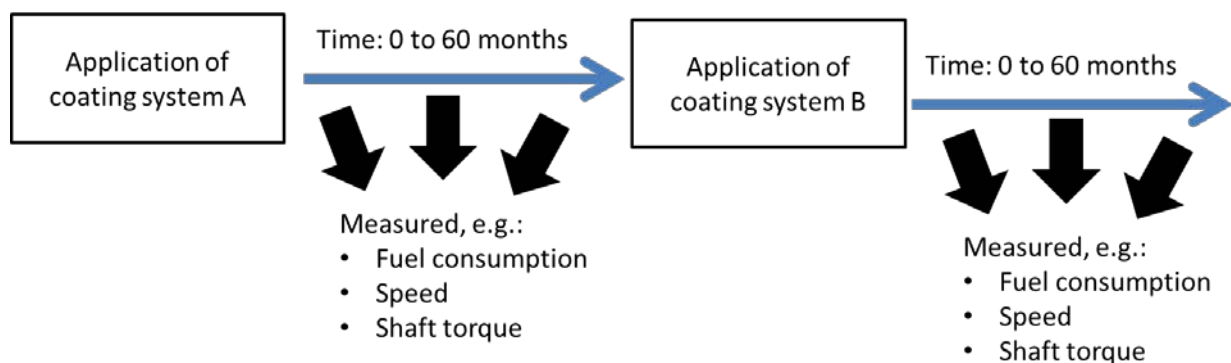 Application of
coating system A
Time: 0 to 60 months
Measured, e.g.:
• Fuel consumption
• Speed
• Shaft torque
Application of
coating system B
Time: 0 to 60 months
Measured, e.g.:
• Fuel consumption
• Speed
• Shaft torque